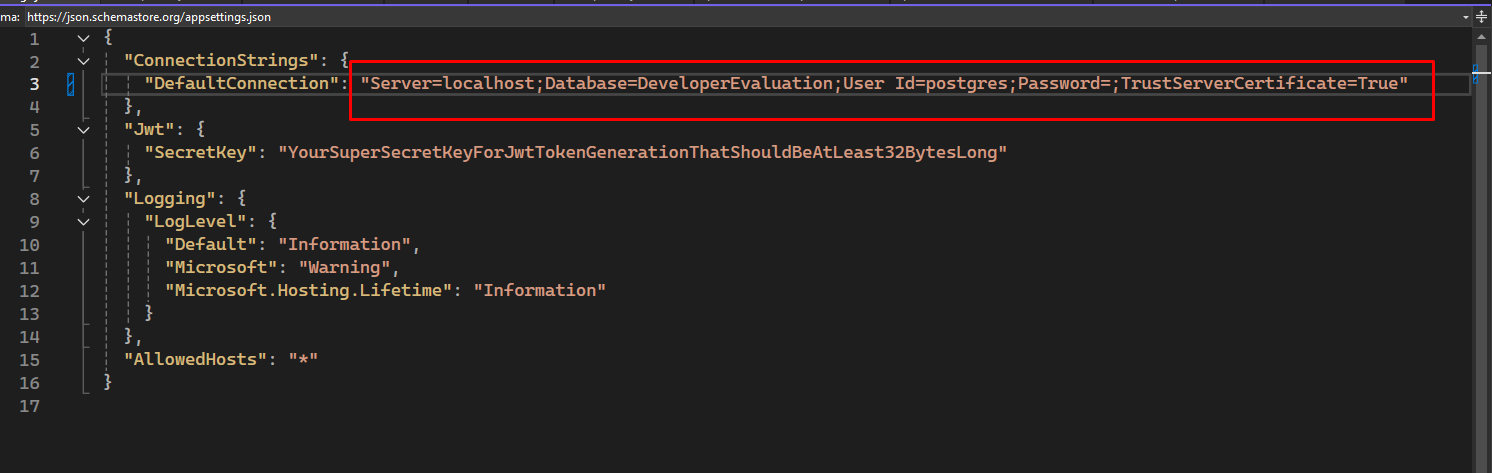 ma: https://json.schemastore.org/appsettings.json
1 {
2 "ConnectionStrings": {
3 "DefaultConnection": "Server=localhost;Database=DeveloperEvaluation;User Id=postgres;Password=;TrustServerCertificate=True"
4 },
5 "Jwt": {
6 "SecretKey": "YourSuperSecretKeyForJwtTokenGenerationThatShouldBeAtLeast32BytesLong"
7 },
8 "Logging": {
9 "LogLevel": {
10 "Default": "Information",
11 "Microsoft": "Warning",
12 "Microsoft.Hosting.Lifetime": "Information"
13 }
14 },
15 "AllowedHosts": "*"
16 }
17